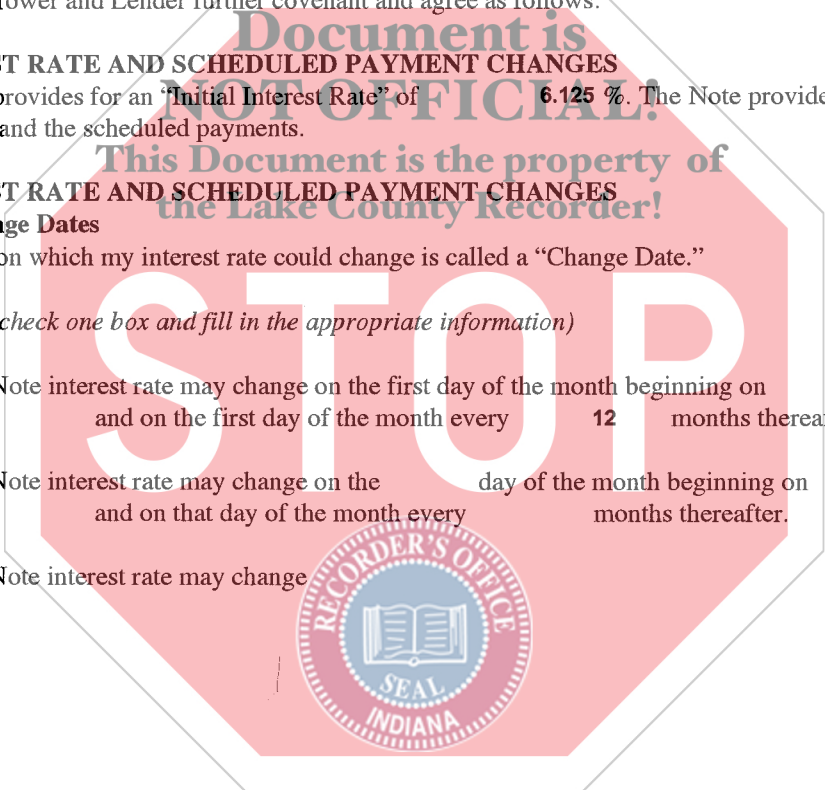 ower and Lender further covenant and agree as follows:
Document is
T RATE AND SCHEDULED PAYMENT CHANGES
NOT OFFICIAL!
provides for an “Initial Interest Rate” of 6.125 %. The Note provide
and the scheduled payments.
This Document is the property of
T RATE AND SCHEDULED PAYMENT CHANGES
the Lake County Recorder!
ge Dates
on which my interest rate could change is called a “Change Date.”
STOP
check one box and fill in the appropriate information)
Note interest rate may change on the first day of the month beginning on
and on the first day of the month every 12 months therea
Note interest rate may change on the day of the month beginning on
and on that day of the month every months thereafter.
Note interest rate may change
RECORDER'S OFFICE
SEAL
INDIANA